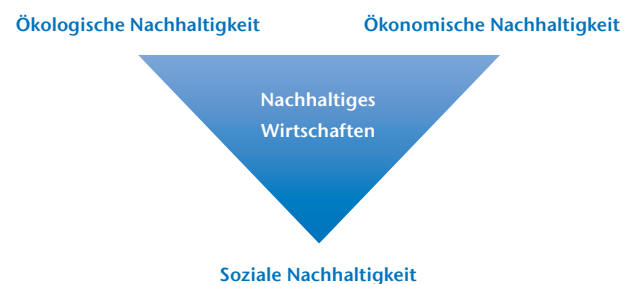 Ökologische Nachhaltigkeit
Ökonomische Nachhaltigkeit
Nachhaltiges
Wirtschaften
Soziale Nachhaltigkeit